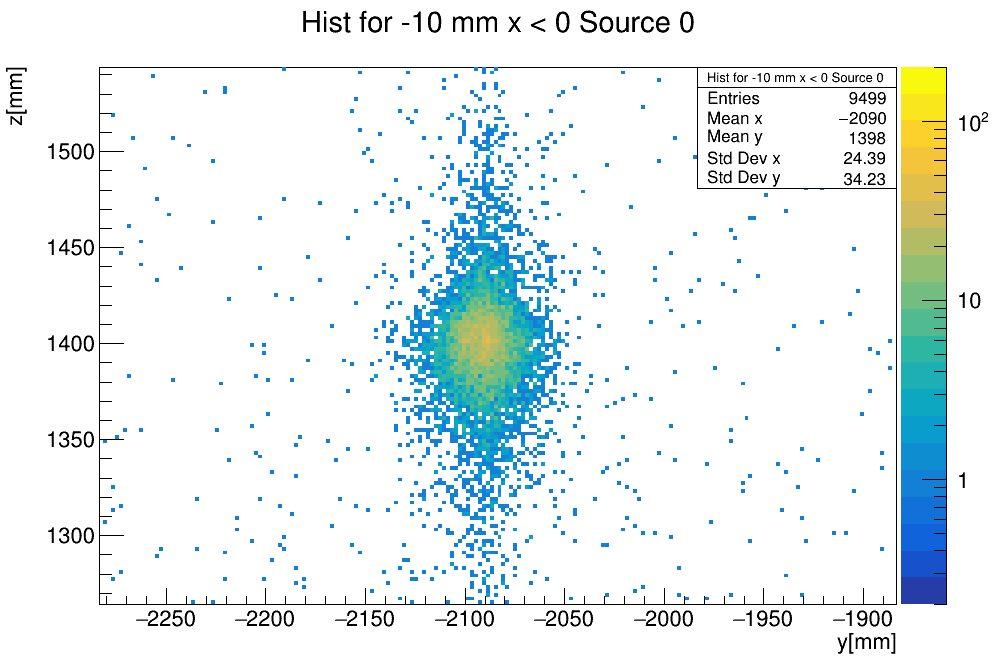 Hist for -10 mm x < 0 Source 0
z[mm]
Hist for -10 mm x < 0 Source 0
Entries 9499
Mean x −2090
Mean y 1398
Std Dev x 24.39
Std Dev y 34.23
1500
1450
1400
1350
1300
−2250 −2200 −2150 −2100 −2050 −2000 −1950 −1900
y[mm]
10²
10
1